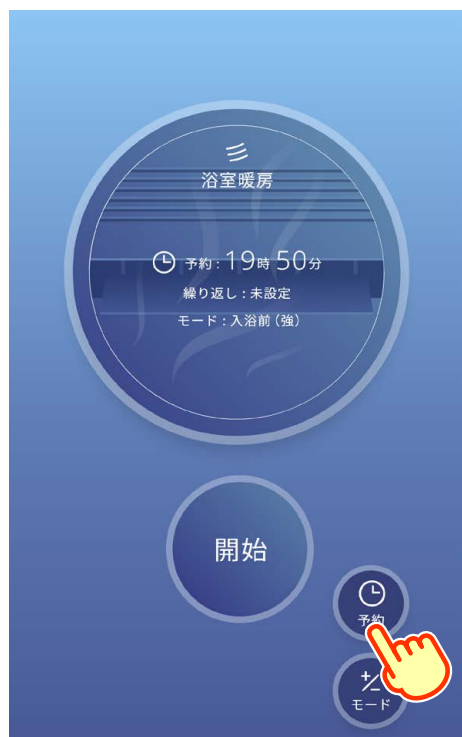 浴室暖房
予約：19時 50分
繰り返し：未設定
モード：入浴前（強）
開始
予約
モード